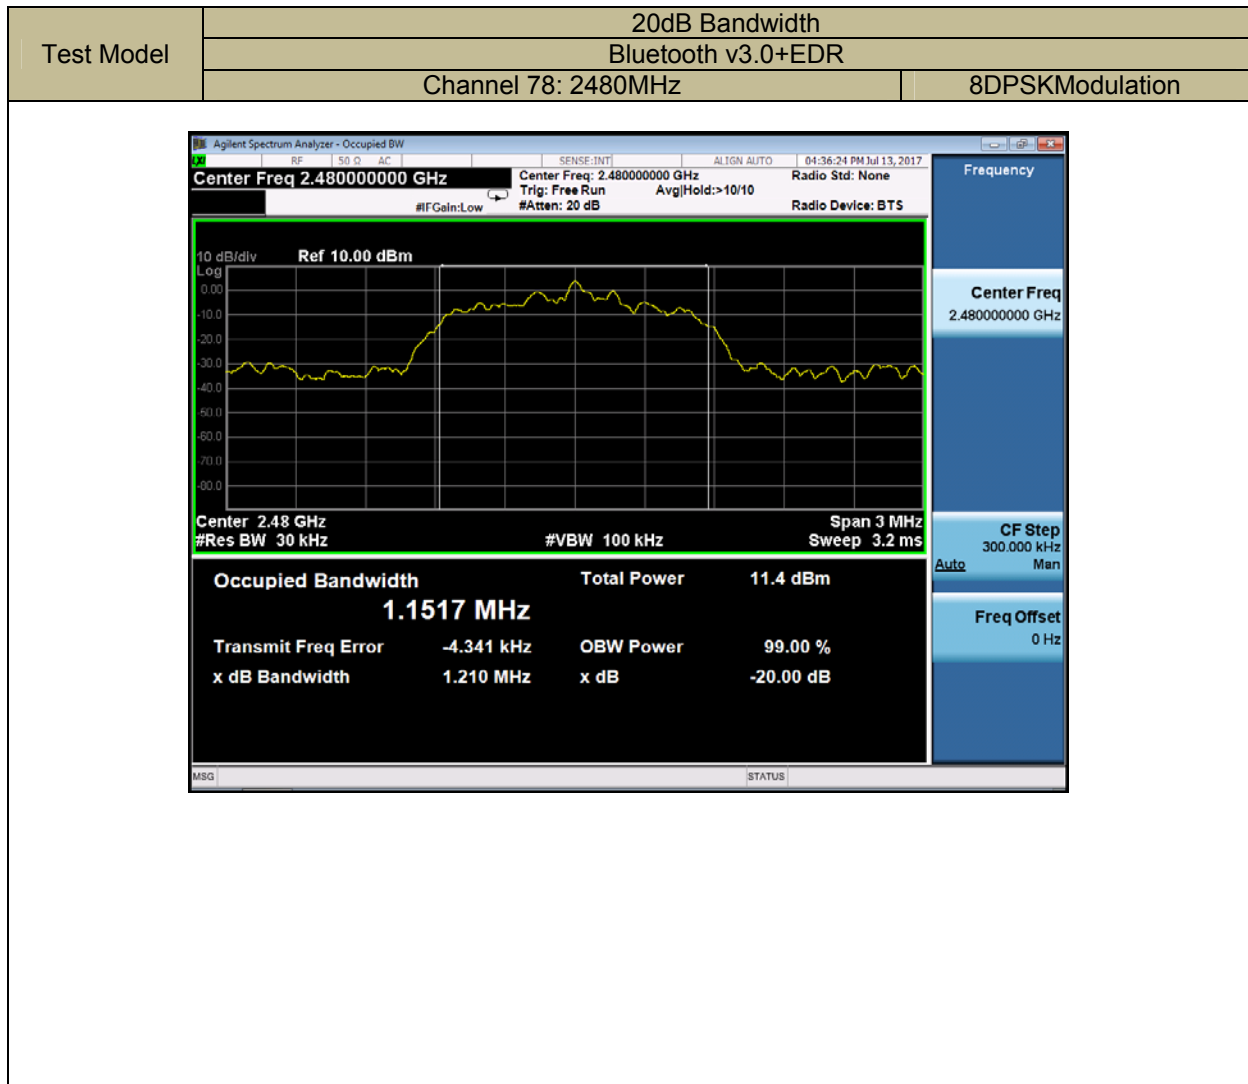 Test Model
20dB Bandwidth
Bluetooth v3.0+EDR
Channel 78: 2480MHz
8DPSKModulation
Agilent Spectrum Analyzer - Occupied BW
LXI RF 50 Ω AC SENSE:INT ALIGN AUTO 04:36:24 PM Jul 13, 2017
Center Freq 2.480000000 GHz
Center Freq: 2.480000000 GHz
Radio Std: None
Trig: Free Run Avg|Hold:>10/10
#IFGain:Low
#Atten: 20 dB
Radio Device: BTS
10 dB/div Ref 10.00 dBm
Log
0.00
-10.0
-20.0
-30.0
-40.0
-50.0
-60.0
-70.0
-80.0
Center 2.48 GHz Span 3 MHz
#Res BW 30 kHz #VBW 100 kHz Sweep 3.2 ms
Occupied Bandwidth Total Power 11.4 dBm
1.1517 MHz
Transmit Freq Error -4.341 kHz OBW Power 99.00 %
x dB Bandwidth 1.210 MHz x dB -20.00 dB
MSG STATUS
Frequency
Center Freq
2.480000000 GHz
CF Step
300.000 kHz
Auto Man
Freq Offset
0 Hz